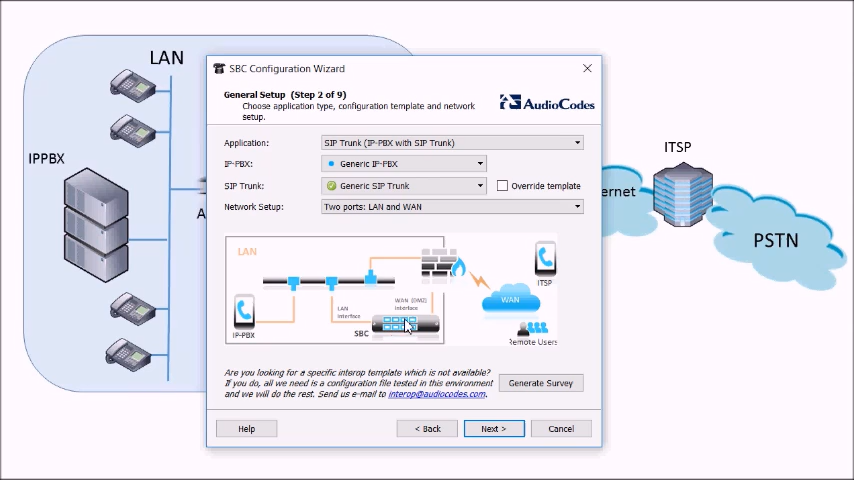 LAN
IPPBX
A
SBC Configuration Wizard
General Setup (Step 2 of 9)
Choose application type, configuration template and network
setup.
AudioCodes
Application:
SIP Trunk (IP-PBX with SIP Trunk)
IP-PBX:
Generic IP-PBX
SIP Trunk:
Generic SIP Trunk
Override template
Network Setup:
Two ports: LAN and WAN
LAN
LAN
interface
WAN (DMZ)
interface
IP-PBX
SBC
WAN
ITSP
Remote Users
Are you looking for a specific interop template which is not available?
If you do, all we need is a configuration file tested in this environment
and we will do the rest. Send us e-mail to interop@audiocodes.com.
Generate Survey
Help
< Back
Next >
Cancel
ernet
ITSP
PSTN